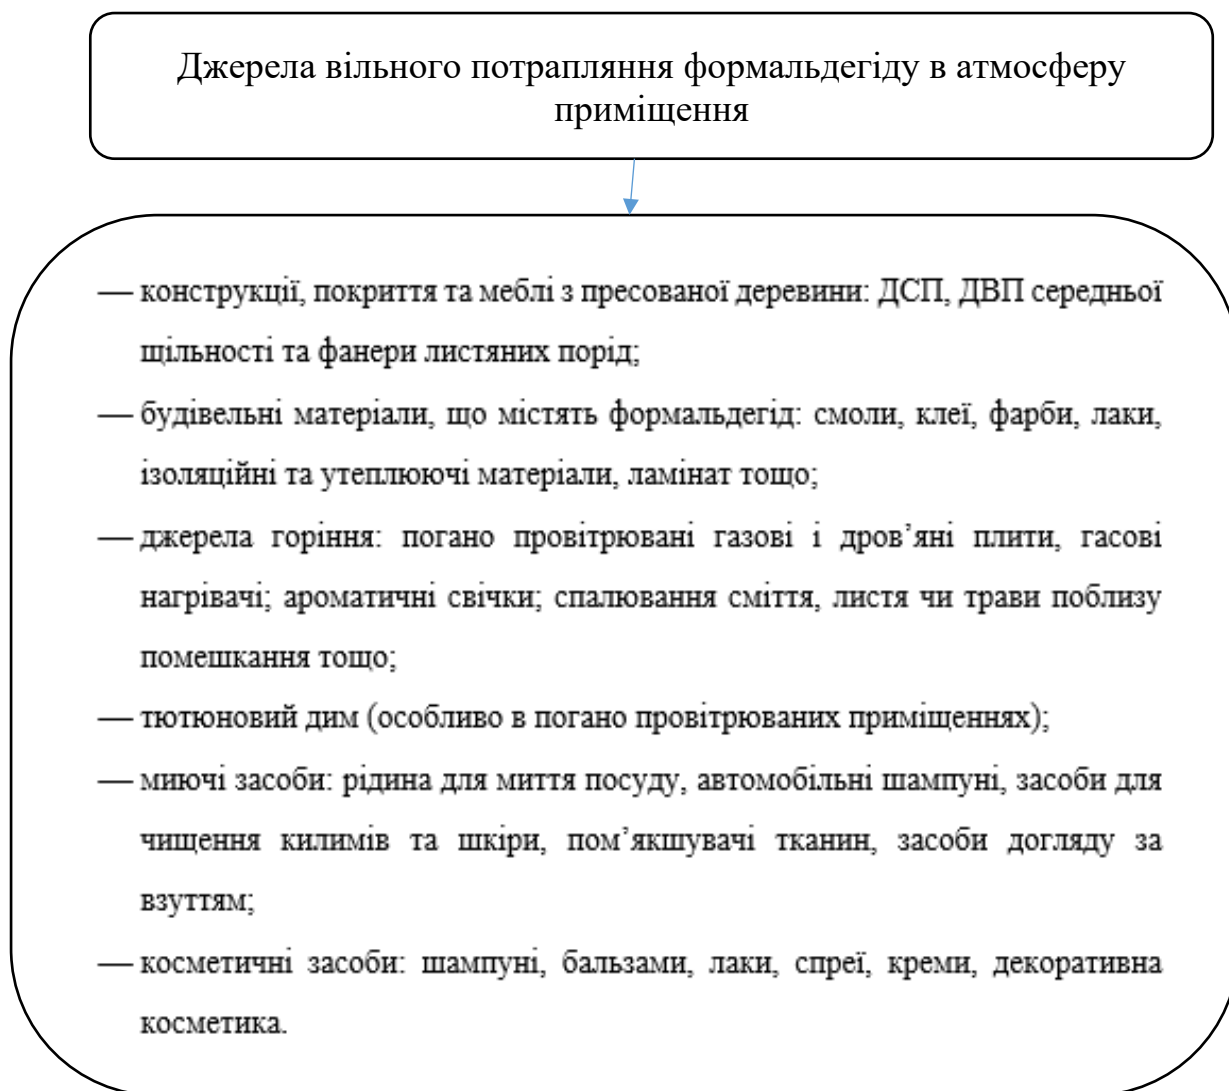 Джерела вільного потрапляння формальдегіду в атмосферу
приміщення
— конструкції, покриття та меблі з пресованої деревини: ДСП, ДВП середньої
щільності та фанери листяних порід;
— будівельні матеріали, що містять формальдегід: смоли, клеї, фарби, лаки,
ізоляційні та утеплюючі матеріали, ламінат тощо;
— джерела горіння: погано провітрювані газові і дров’яні плити, гасові
нагрівачі; ароматичні свічки; спалювання сміття, листя чи трави поблизу
помешкання тощо;
— тютюновий дим (особливо в погано провітрюваних приміщеннях);
— миючі засоби: рідина для миття посуду, автомобільні шампуні, засоби для
чищення килимів та шкіри, пом’якшувачі тканин, засоби догляду за
взуттям;
— косметичні засоби: шампуні, бальзами, лаки, спреї, креми, декоративна
косметика.